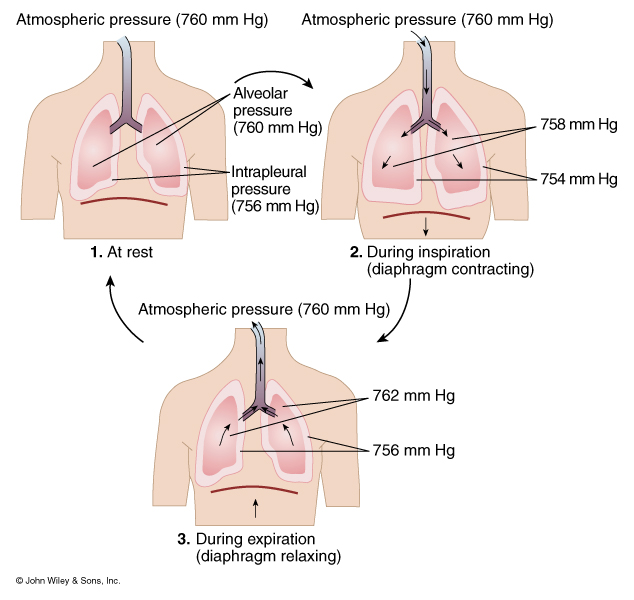 Atmospheric pressure (760 mm Hg)
Alveolar
pressure
(760 mm Hg)
Intrapleural
pressure
(756 mm Hg)
1. At rest
Atmospheric pressure (760 mm Hg)
758 mm Hg
754 mm Hg
2. During inspiration
(diaphragm contracting)
Atmospheric pressure (760 mm Hg)
762 mm Hg
756 mm Hg
3. During expiration
(diaphragm relaxing)
© John Wiley & Sons, Inc.